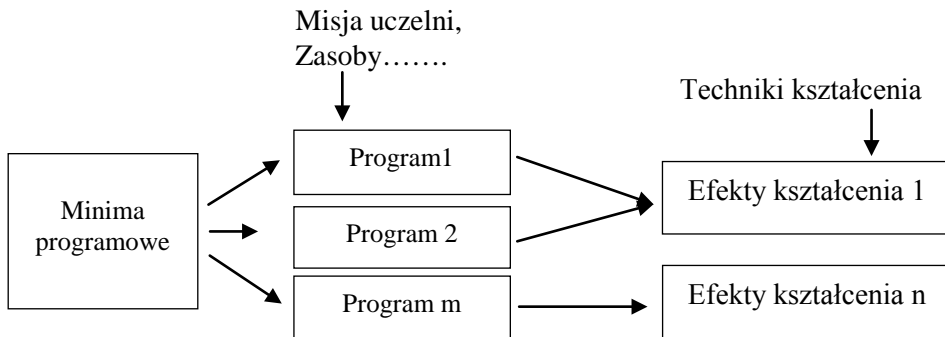 Misja uczelni,
Zasoby…….
Techniki kształcenia
Program1
Efekty kształcenia 1
Minima
programowe
Program 2
Program m
Efekty kształcenia n